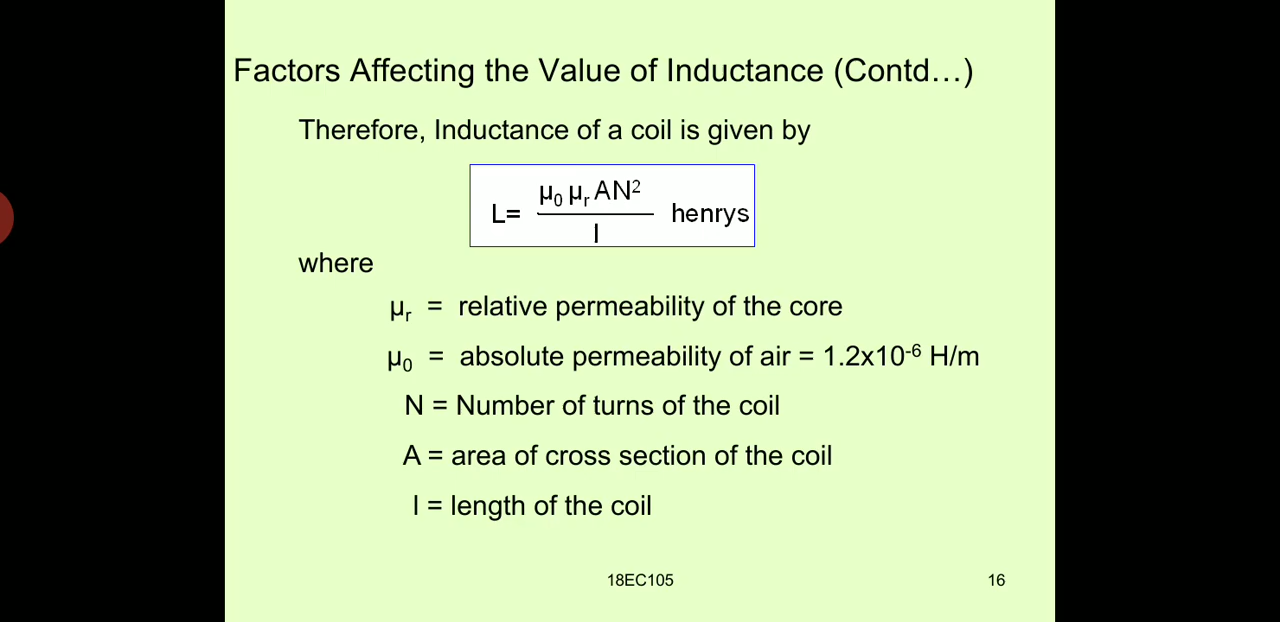 Factors Affecting the Value of Inductance (Contd…)
Therefore, Inductance of a coil is given by
L= μ₀ μᵣ AN² / l henrys
where
μᵣ = relative permeability of the core
μ₀ = absolute permeability of air = 1.2x10⁻⁶ H/m
N = Number of turns of the coil
A = area of cross section of the coil
l = length of the coil
18EC105 16